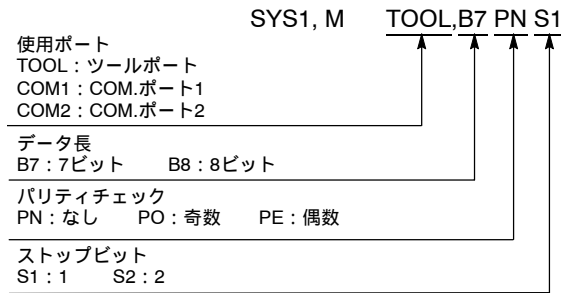 SYS1, M TOOL,B7 PN S1
使用ポート
TOOL：ツールポート
COM1：COM.ポート1
COM2：COM.ポート2
データ長
B7：7ビット B8：8ビット
パリティチェック
PN：なし PO：奇数 PE：偶数
ストップビット
S1：1 S2：2